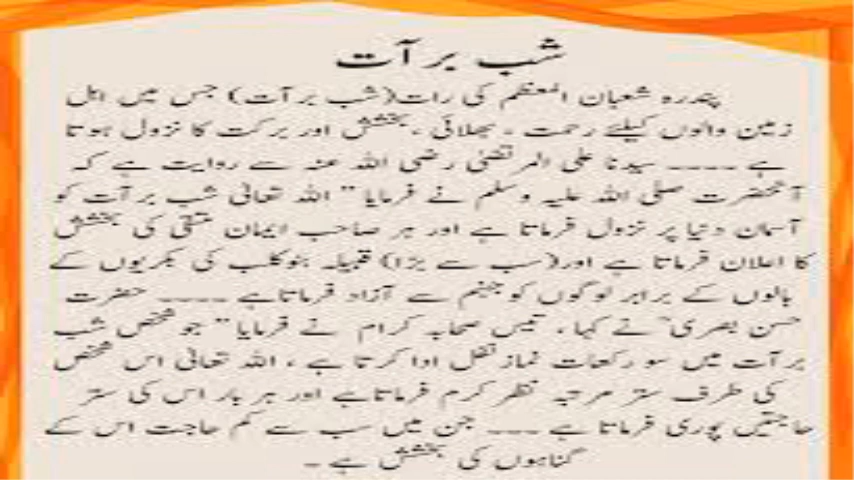 شب برآت
پندرہ شعبان المعظم کی رات(شب برآت) جس میں اہل
زمین والوں کیلئے رحمت ، بھلائی ، بخشش اور برکت کا نزول ہوتا
ہے ۔۔۔۔ سیدنا علی المرتضیٰ رضی اللہ عنہ سے روایت ہے کہ
آنحضرت صلی اللہ علیہ وسلم نے فرمایا " اللہ تعالیٰ شب برآت کو
آسمان دنیا پر نزول فرماتا ہے اور ہر صاحب ایمان متقی کی بخشش
کا اعلان فرماتا ہے اور(سب سے بڑا) قبیلہ بنوکلب کی بکریوں کے
بالوں کے برابر لوگوں کو جہنم سے آزاد فرماتاہے ۔۔۔۔ حضرت
حسن بصری نے کہا ، تیس صحابہ کرام نے فرمایا " جو شخص شب
برآت میں سو رکعات نماز نفل ادا کرتا ہے ، اللہ تعالیٰ اس شخص
کی طرف ستر مرتبہ نظر کرم فرماتاہے اور ہر بار اس کی ستر
حاجتیں پوری فرماتا ہے ۔۔۔ جن میں سب سے کم حاجت اس کے
گناہوں کی بخشش ہے ۔